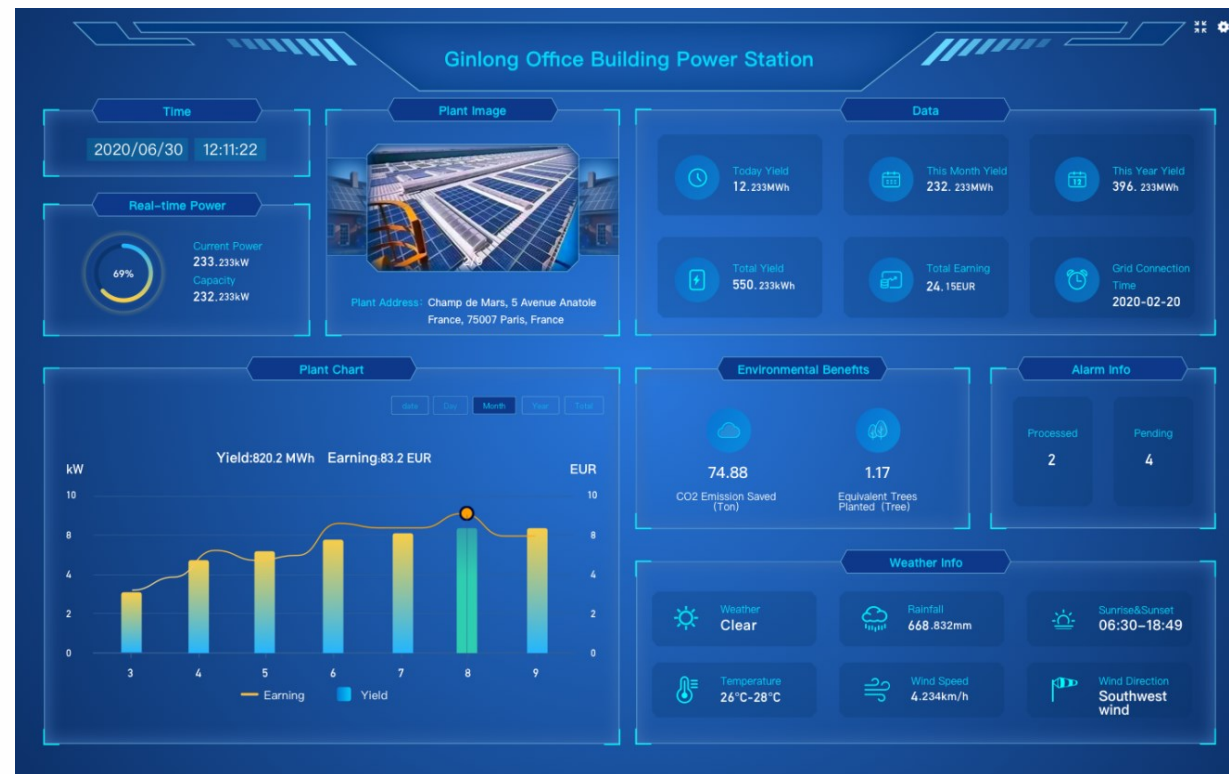 Ginlong Office Building Power Station
Time
2020/06/30 12:11:22
Real-time Power
69%
Current Power
233.233kW
Capacity
232.233kW
Plant Image
Plant Address: Champ de Mars, 5 Avenue Anatole
France, 75007 Paris, France
Data
Today Yield
12.233MWh
This Month Yield
232. 233MWh
This Year Yield
396. 233MWh
Total Yield
550. 233kWh
Total Earning
24. 15EUR
Grid Connection
Time
2020-02-20
Plant Chart
date Day Month Year Total
Yield:820.2 MWh Earning:83.2 EUR
kW
EUR
10
8
4
2
0
10
8
4
2
0
3 4 5 6 7 8 9
Earning Yield
Environmental Benefits
74.88
CO2 Emission Saved
(Ton)
1.17
Equivalent Trees
Planted (Tree)
Alarm Info
Processed
2
Pending
4
Weather Info
Weather
Clear
Rainfall
668.832mm
Sunrise&Sunset
06:30-18:49
Temperature
26°C-28°C
Wind Speed
4.234km/h
Wind Direction
Southwest
wind